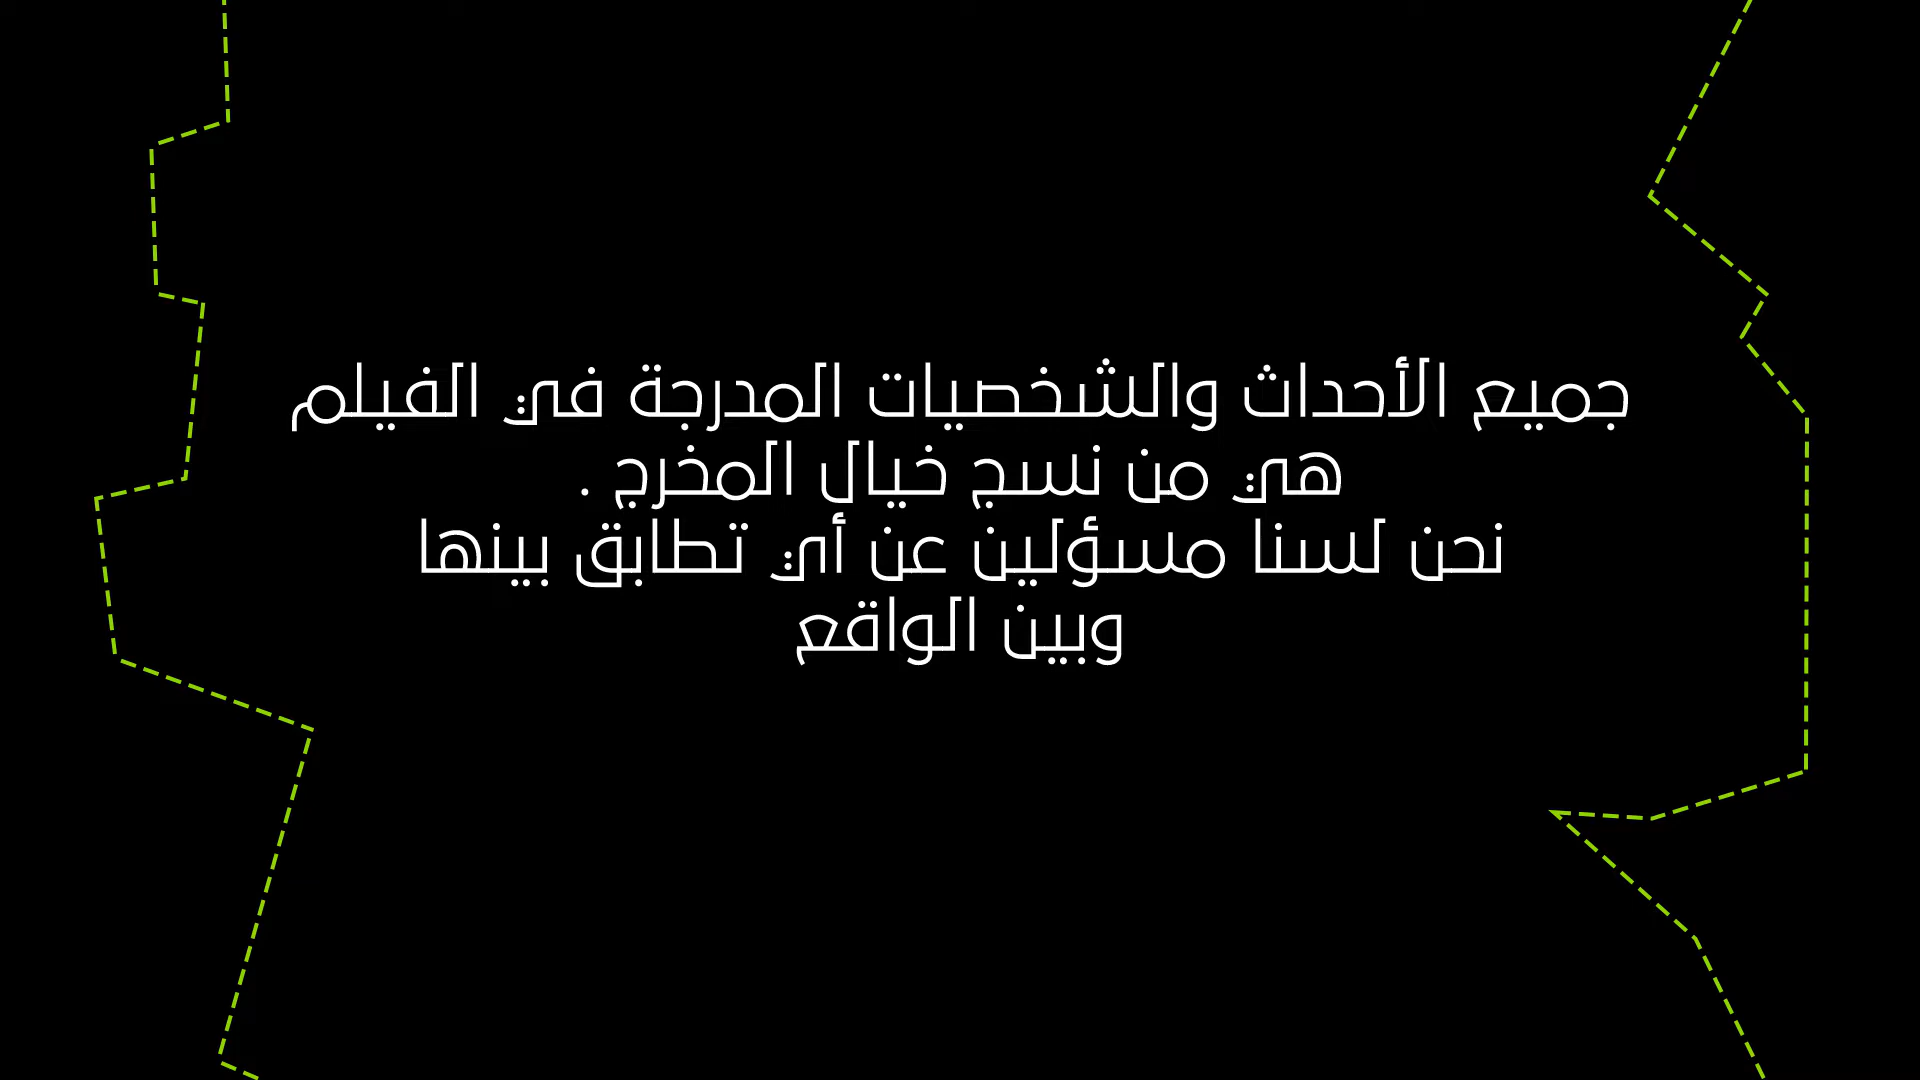 جميع الأحداث والشخصيات المدرجة في الفيلم
هي من نسج خيال المخرج .
نحن لسنا مسؤلين عن أي تطابق بينها
وبين الواقع